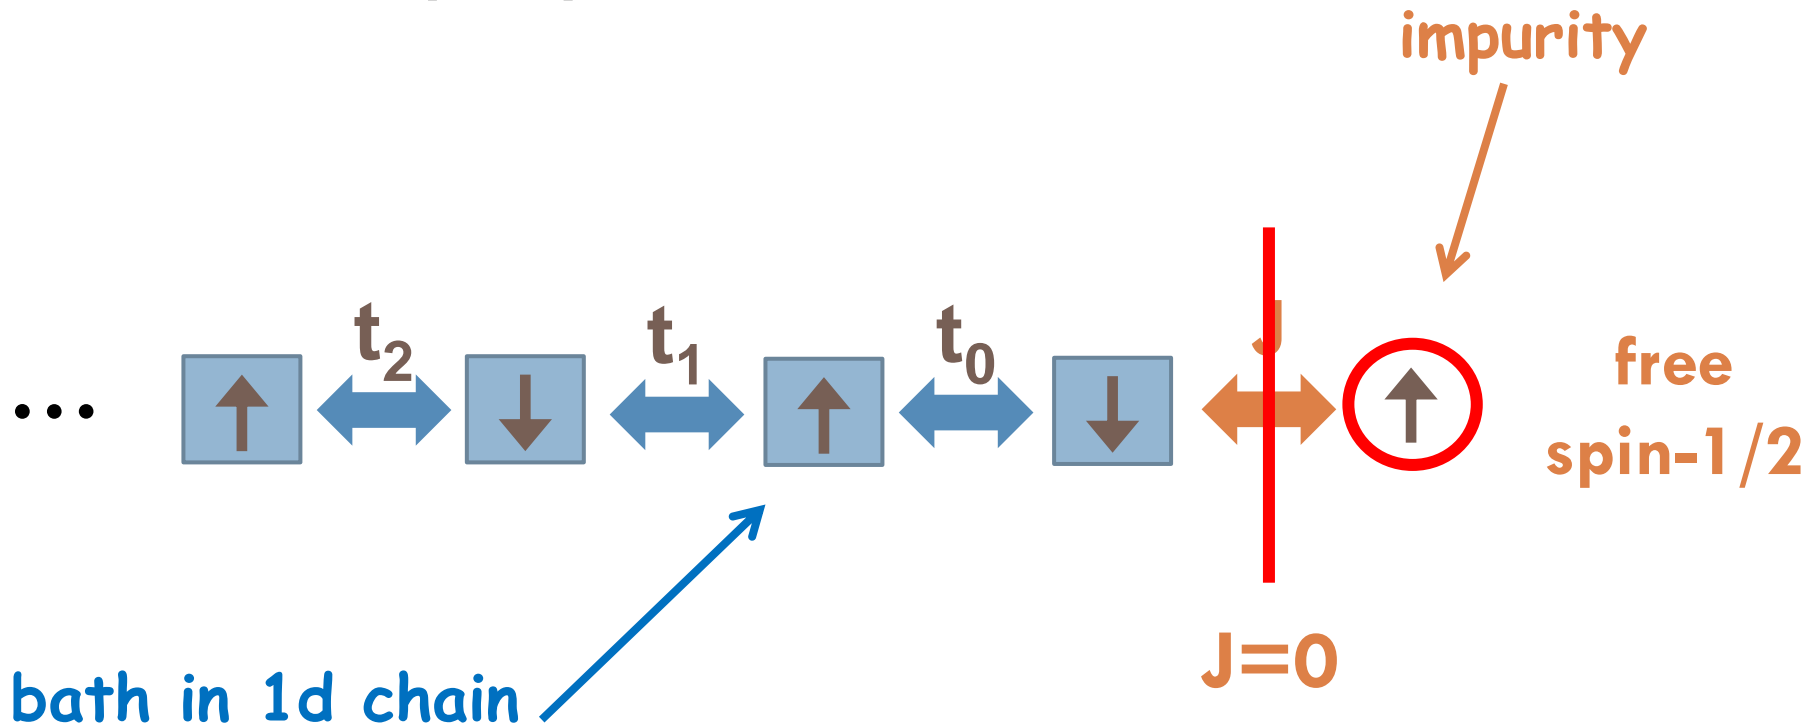 impurity
t2
t1
t0
J
free
spin-1/2
...
J=0
bath in 1d chain